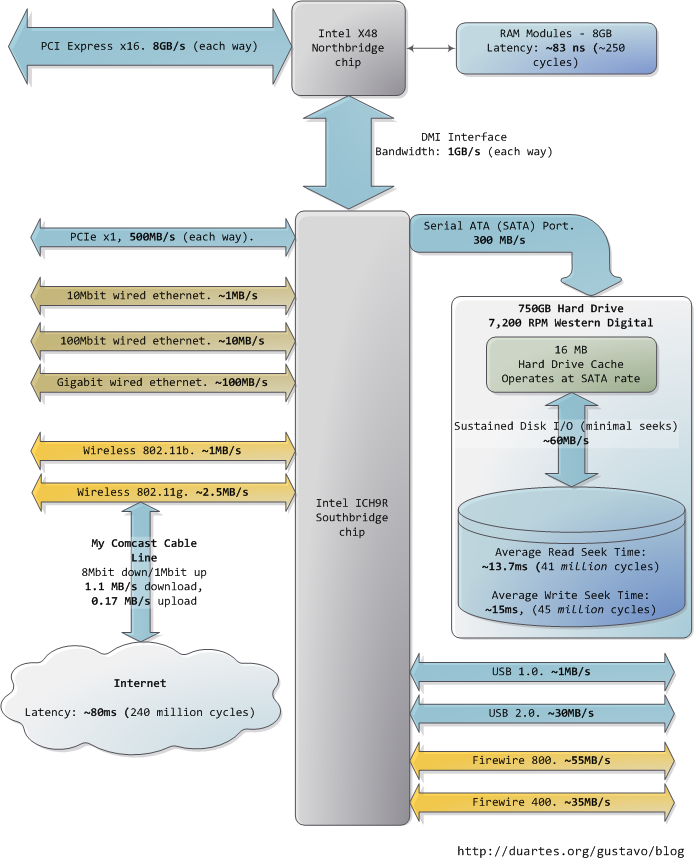 PCI Express x16. 8GB/s (each way)
Intel X48
Northbridge
chip
RAM Modules - 8GB
Latency: ~83 ns (~250
cycles)
DMI Interface
Bandwidth: 1GB/s (each way)
PCIe x1, 500MB/s (each way).
Serial ATA (SATA) Port.
300 MB/s
10Mbit wired ethernet. ~1MB/s
100Mbit wired ethernet. ~10MB/s
Gigabit wired ethernet. ~100MB/s
750GB Hard Drive
7,200 RPM Western Digital
16 MB
Hard Drive Cache
Operates at SATA rate
Sustained Disk I/O (minimal seeks)
~60MB/s
Wireless 802.11b. ~1MB/s
Wireless 802.11g. ~2.5MB/s
Intel ICH9R
Southbridge
chip
My Comcast Cable
Line
8Mbit down/1Mbit up
1.1 MB/s download,
0.17 MB/s upload
Average Read Seek Time:
~13.7ms (41 million cycles)
Average Write Seek Time:
~15ms, (45 million cycles)
Internet
Latency: ~80ms (240 million cycles)
USB 1.0. ~1MB/s
USB 2.0. ~30MB/s
Firewire 800. ~55MB/s
Firewire 400. ~35MB/s
http://duartes.org/gustavo/blog